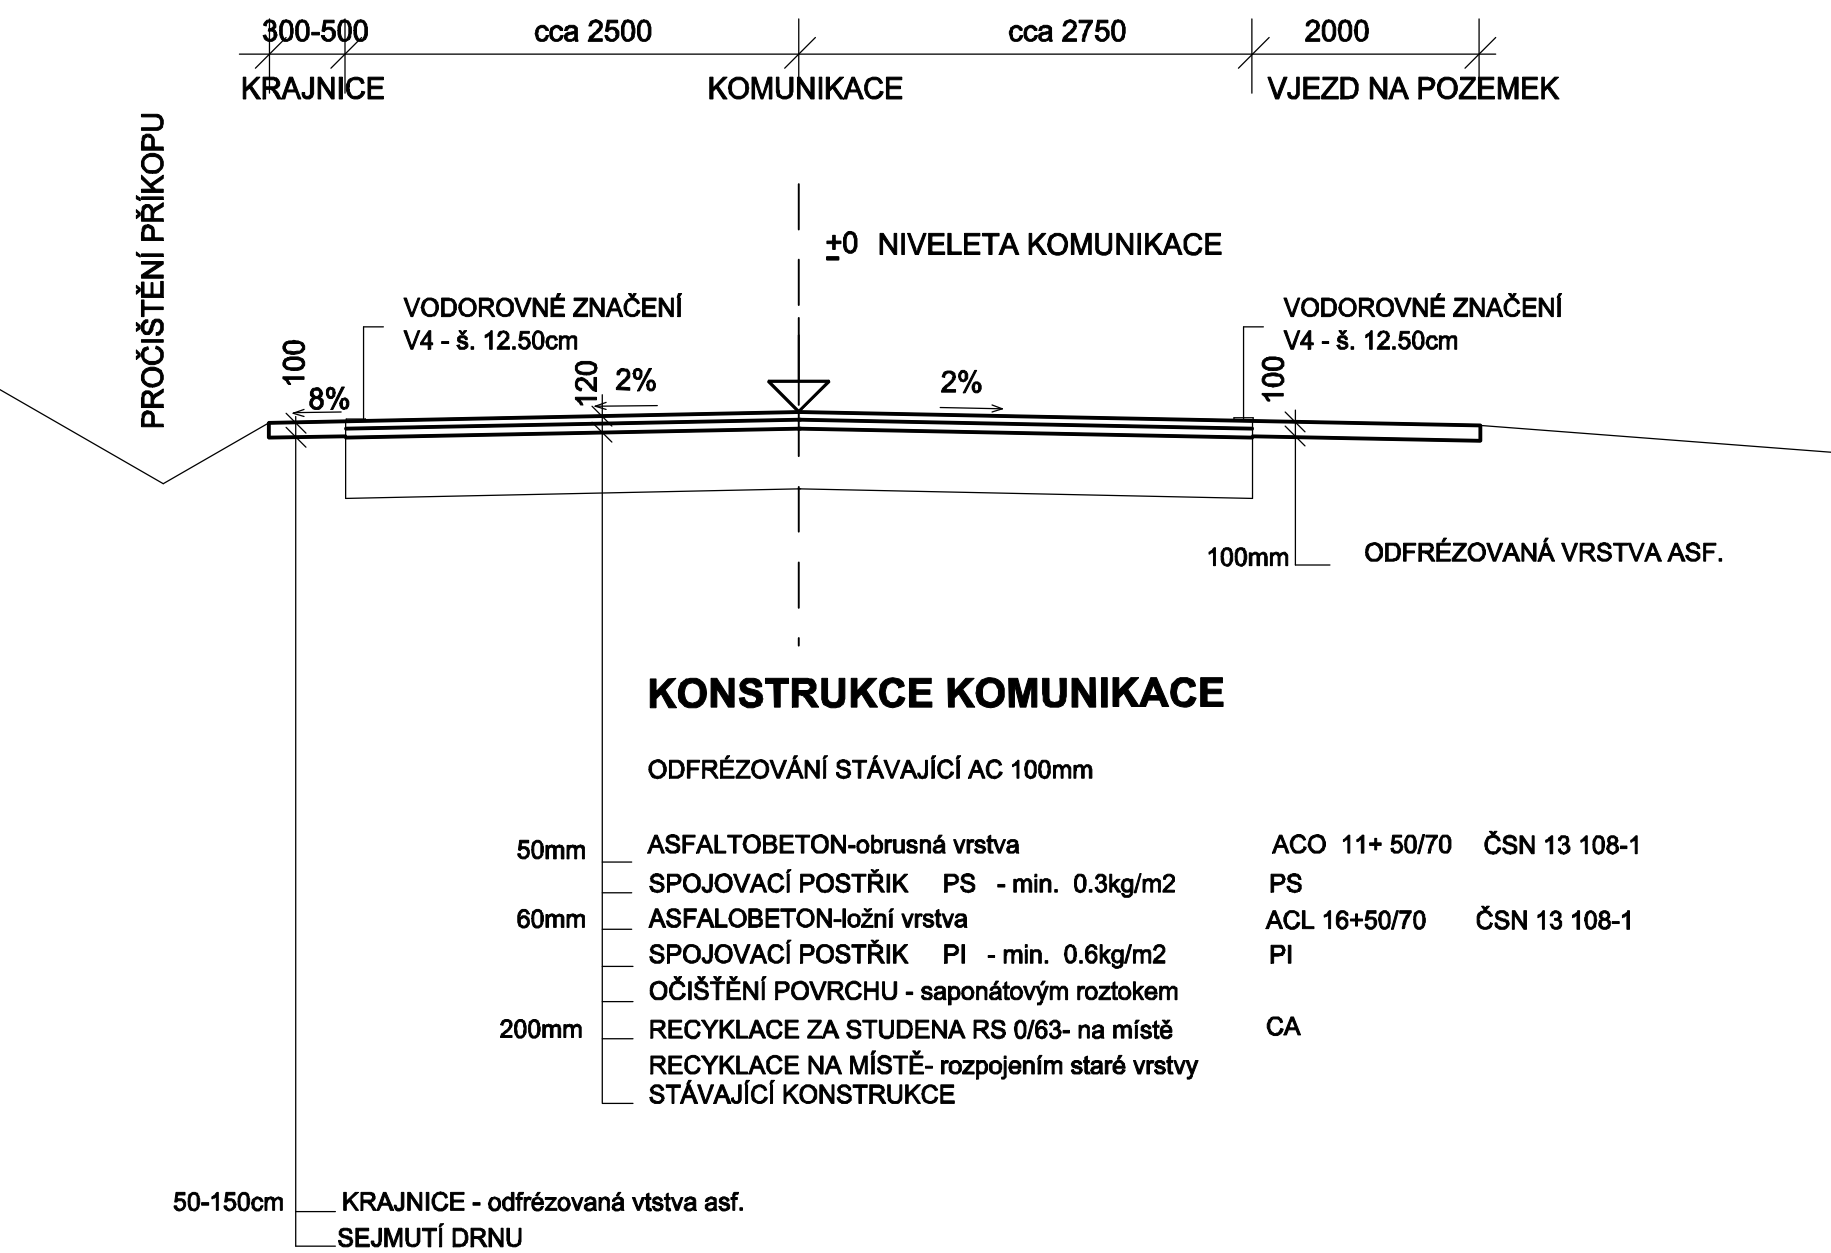 300-500 cca 2500 cca 2750 2000
KRAJNICE KOMUNIKACE VJEZD NA POZEMEK
PROČIŠTĚNÍ PŘÍKOPU
±0 NIVELETA KOMUNIKACE
VODOROVNÉ ZNAČENÍ
V4 - š. 12.50cm
VODOROVNÉ ZNAČENÍ
V4 - š. 12.50cm
100
8%
120
2%
2%
100
100mm ODFRÉZOVANÁ VRSTVA ASF.
KONSTRUKCE KOMUNIKACE
ODFRÉZOVÁNÍ STÁVAJÍCÍ AC 100mm
50mm ASFALTOBETON-obrusná vrstva ACO 11+ 50/70 ČSN 13 108-1
SPOJOVACÍ POSTŘIK PS - min. 0.3kg/m2 PS
60mm ASFALOBETON-ložní vrstva ACL 16+50/70 ČSN 13 108-1
SPOJOVACÍ POSTŘIK PI - min. 0.6kg/m2 PI
OČIŠŤĚNÍ POVRCHU - saponátovým roztokem
200mm RECYKLACE ZA STUDENA RS 0/63- na místě CA
RECYKLACE NA MÍSTĚ- rozpojením staré vrstvy
STÁVAJÍCÍ KONSTRUKCE
50-150cm KRAJNICE - odfrézovaná vtstva asf.
SEJMUTÍ DRNU